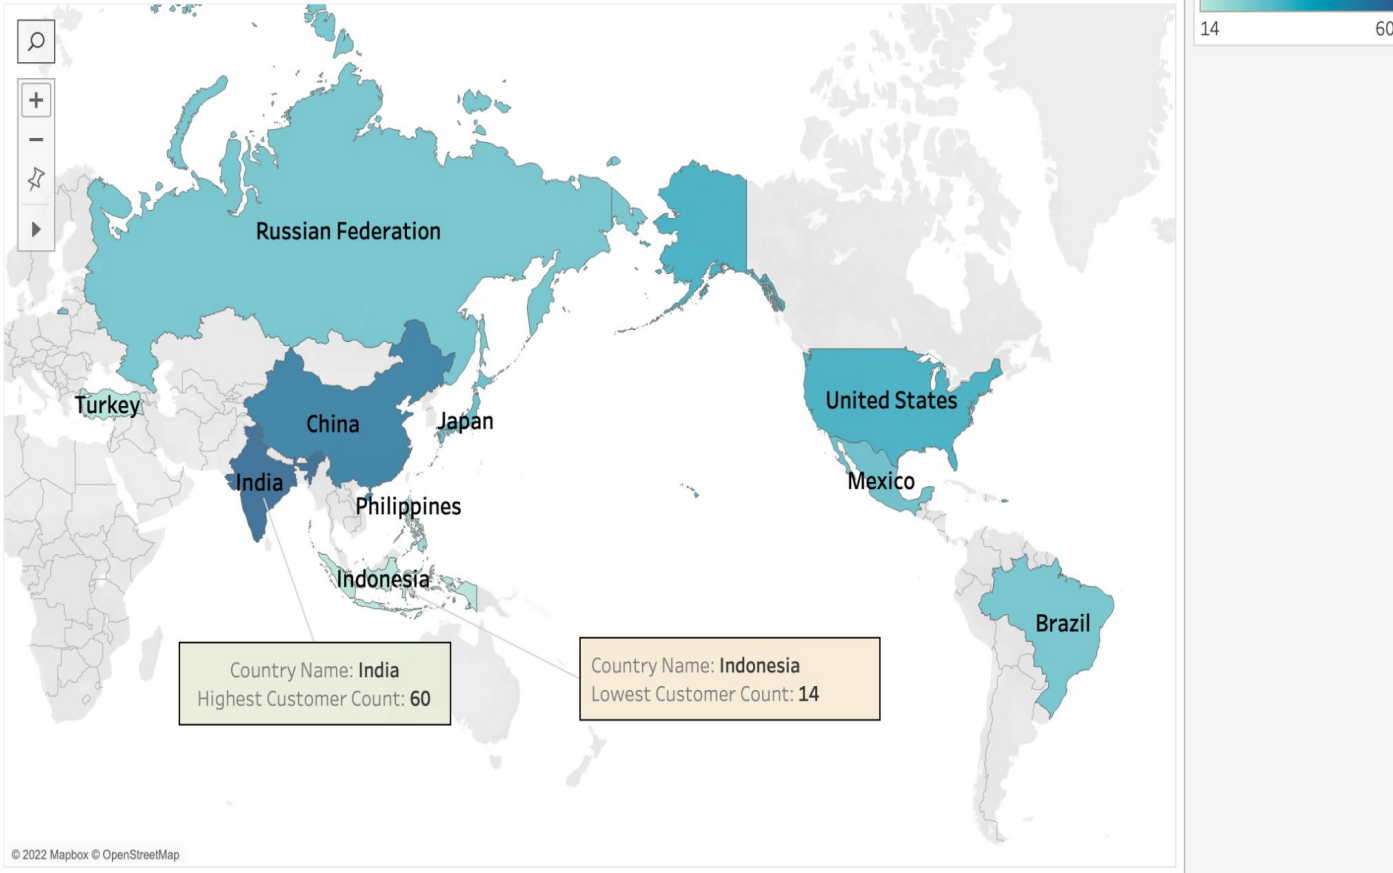 14 60
Russian Federation
Turkey
China
Japan
United States
India
Mexico
Philippines
Indonesia
Brazil
Country Name: India
Highest Customer Count: 60
Country Name: Indonesia
Lowest Customer Count: 14
© 2022 Mapbox © OpenStreetMap